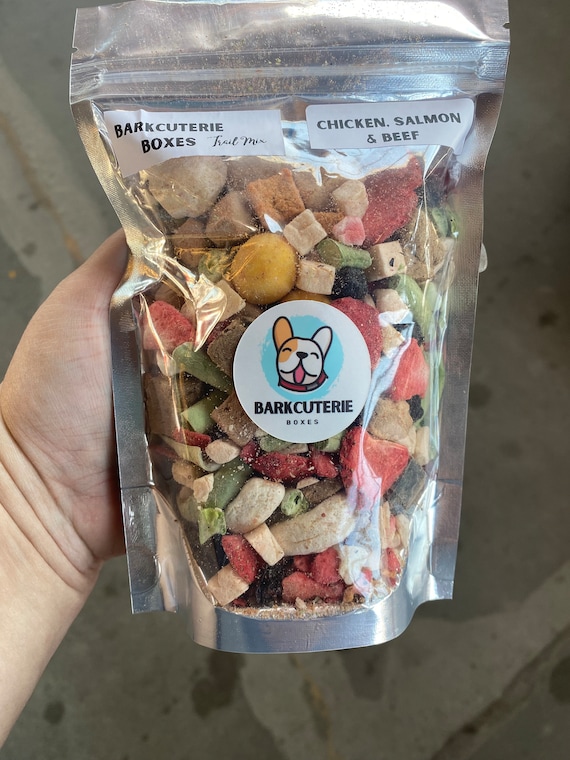 BARKCUTERIE
BOXES Trail Mix
CHICKEN. SALMON
& BEEF
BARKCUTERIE
BOXES